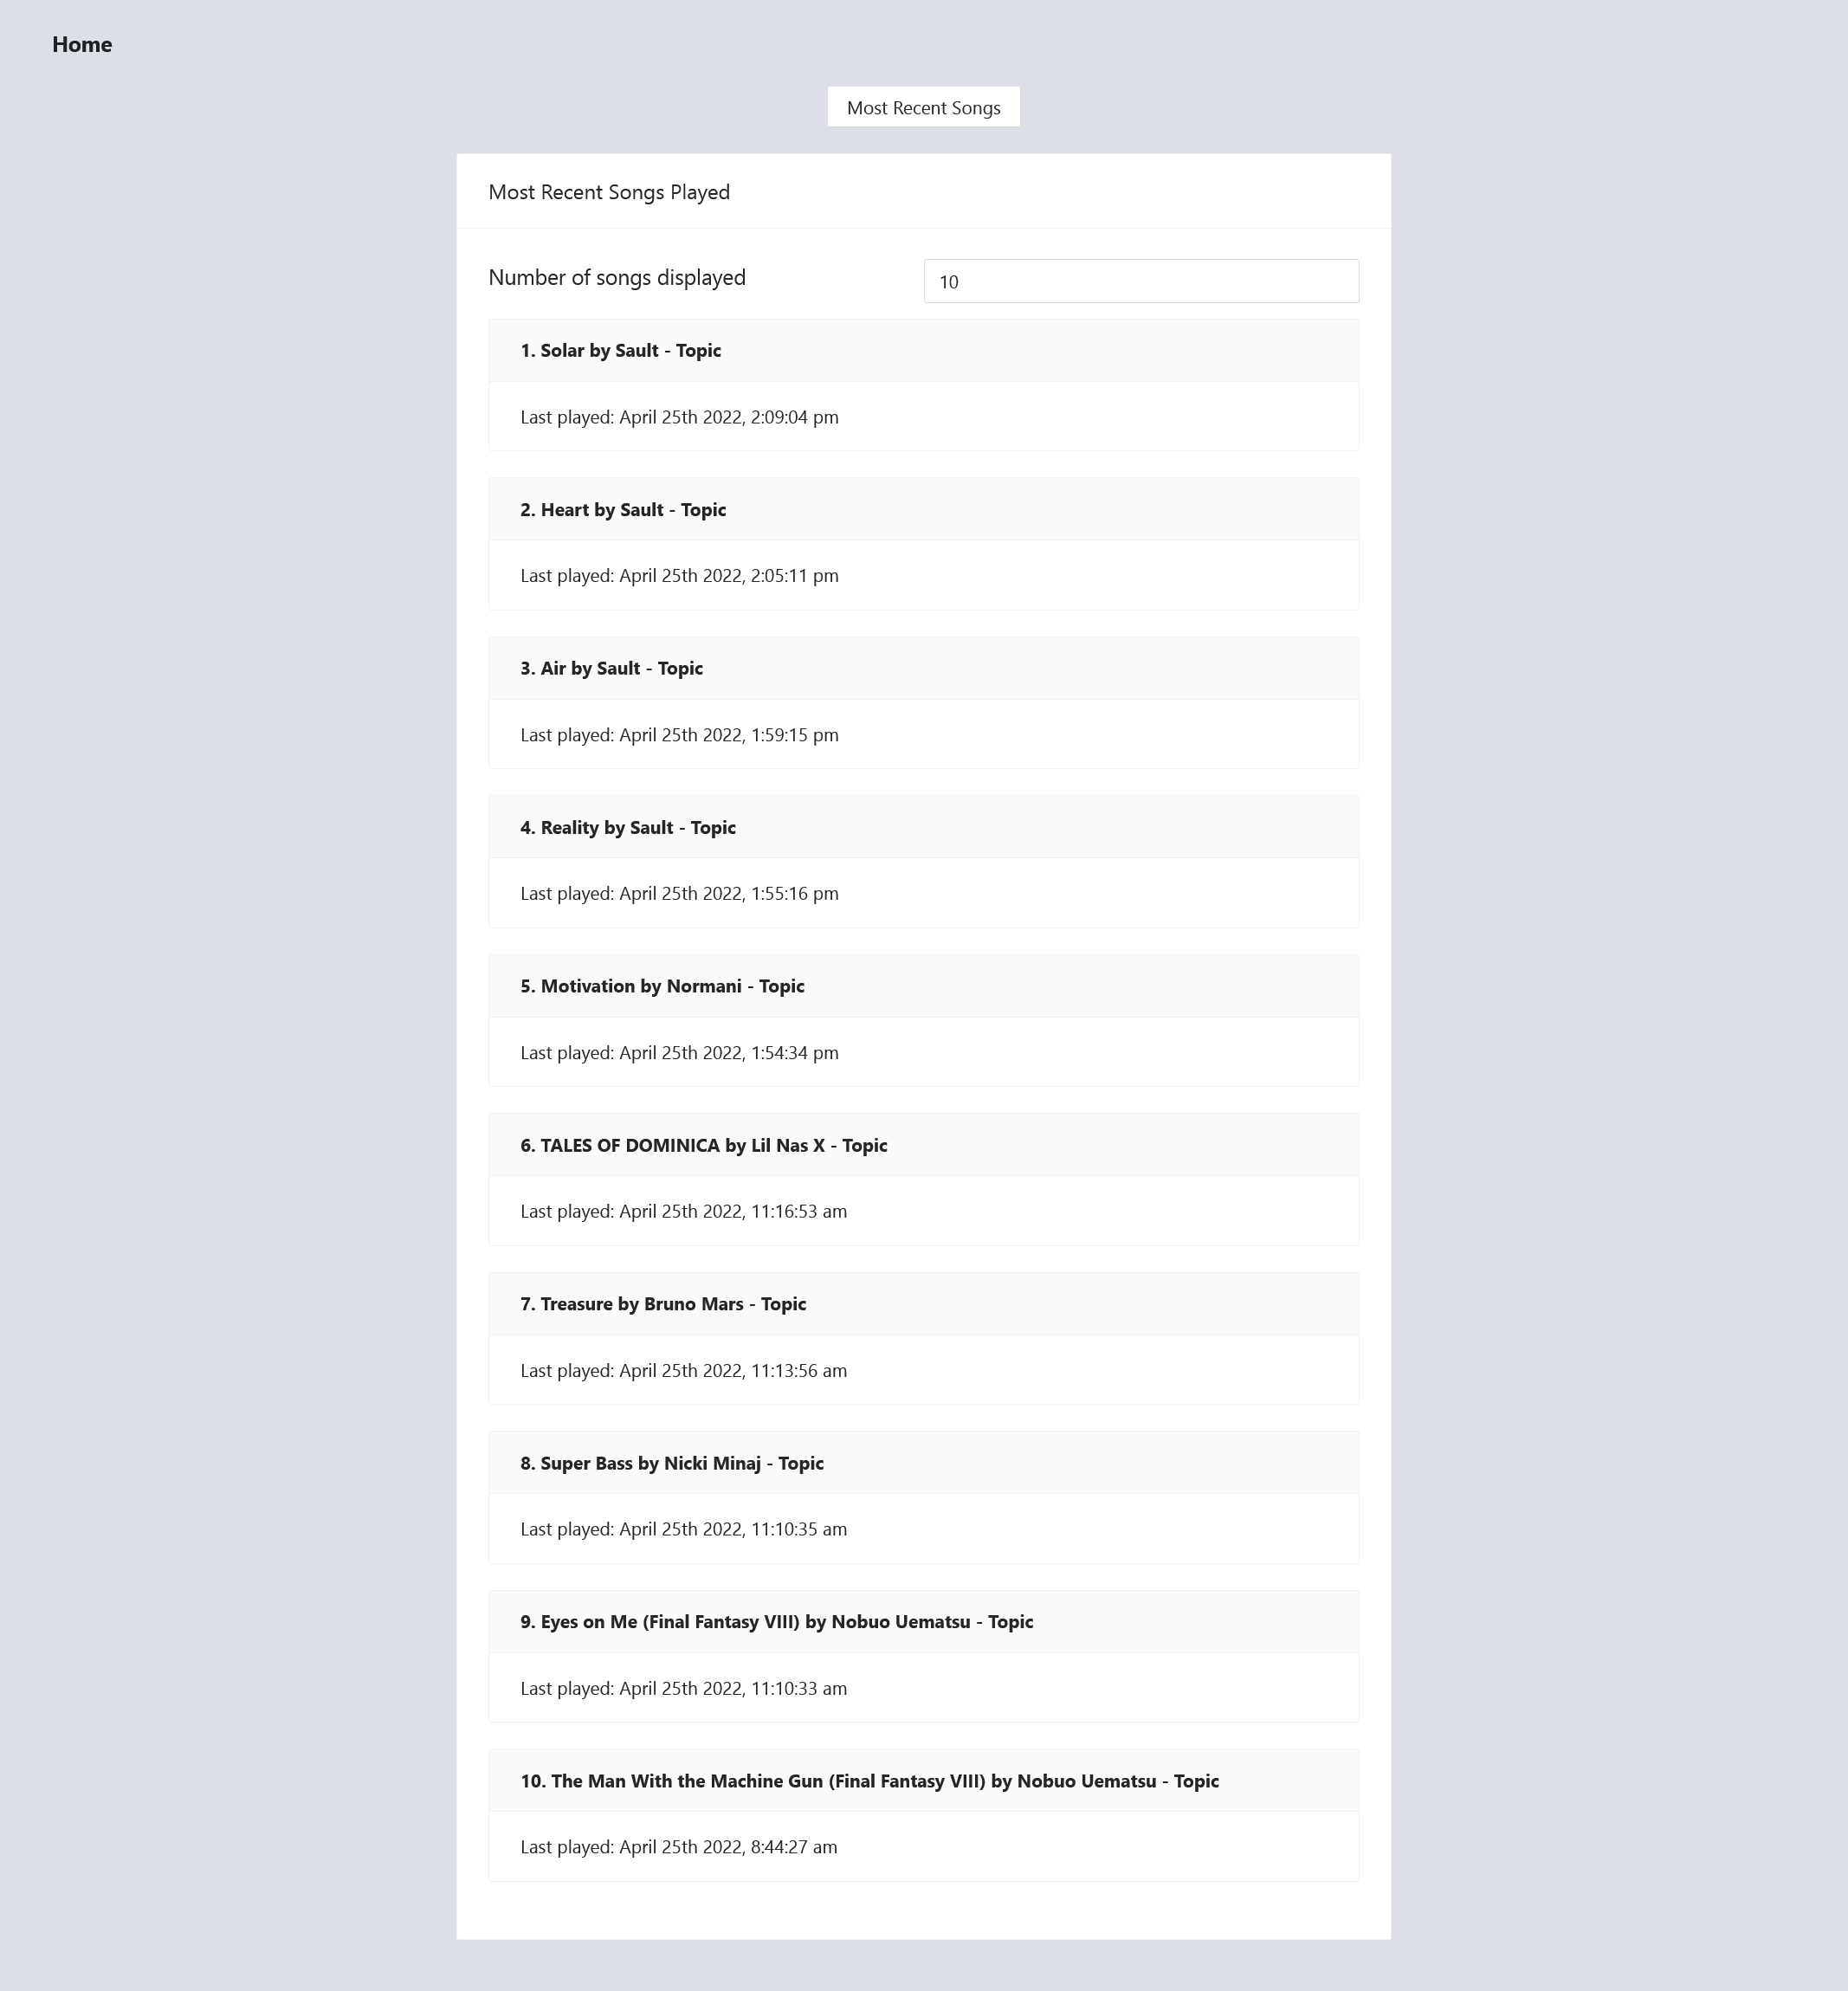 Home
Most Recent Songs
Most Recent Songs Played
Number of songs displayed
10
1. Solar by Sault - Topic
Last played: April 25th 2022, 2:09:04 pm
2. Heart by Sault - Topic
Last played: April 25th 2022, 2:05:11 pm
3. Air by Sault - Topic
Last played: April 25th 2022, 1:59:15 pm
4. Reality by Sault - Topic
Last played: April 25th 2022, 1:55:16 pm
5. Motivation by Normani - Topic
Last played: April 25th 2022, 1:54:34 pm
6. TALES OF DOMINICA by Lil Nas X - Topic
Last played: April 25th 2022, 11:16:53 am
7. Treasure by Bruno Mars - Topic
Last played: April 25th 2022, 11:13:56 am
8. Super Bass by Nicki Minaj - Topic
Last played: April 25th 2022, 11:10:35 am
9. Eyes on Me (Final Fantasy VIII) by Nobuo Uematsu - Topic
Last played: April 25th 2022, 11:10:33 am
10. The Man With the Machine Gun (Final Fantasy VIII) by Nobuo Uematsu - Topic
Last played: April 25th 2022, 8:44:27 am